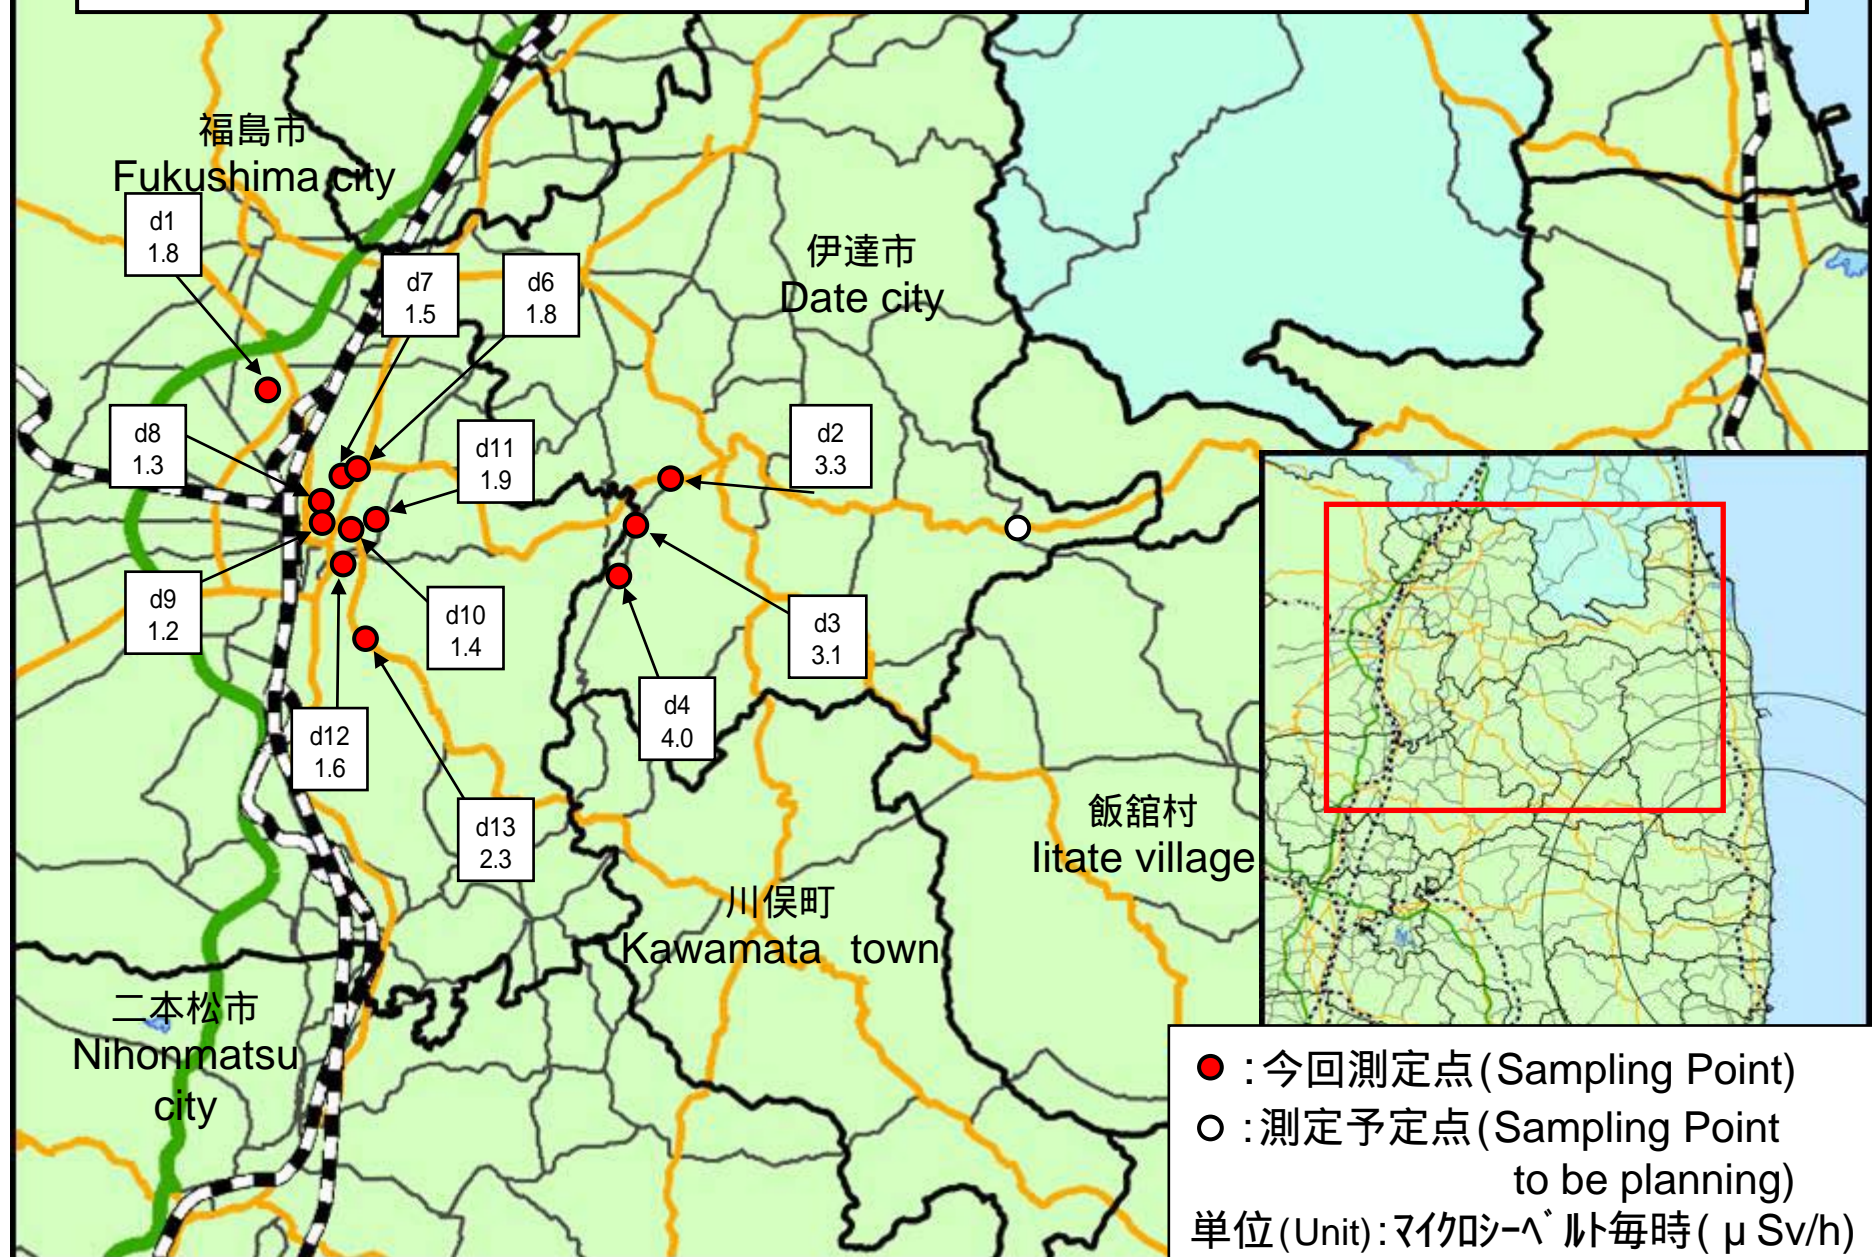 福島市
Fukushima city
d1
1.8
伊達市
Date city
d7
1.5
d6
1.8
d8
1.3
d11
1.9
d2
3.3
d9
1.2
d10
1.4
d3
3.1
d4
4.0
d12
1.6
d13
2.3
飯舘村
Iitate village
川俣町
Kawamata town
二本松市
Nihonmatsu
city
:今回測定点(Sampling Point)
:測定予定点(Sampling Point
to be planning)
単位(Unit):マイクロシーベルト毎時(μSv/h)